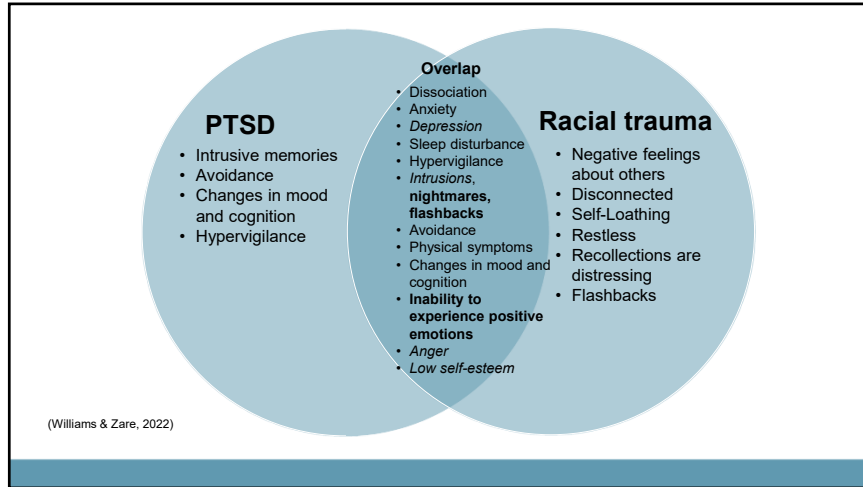 Overlap
• Dissociation
• Anxiety
• Depression
• Sleep disturbance
• Hypervigilance
• Intrusions,
nightmares,
flashbacks
• Avoidance
• Physical symptoms
• Changes in mood and
cognition
• Inability to
experience positive
emotions
• Anger
• Low self-esteem
PTSD
• Intrusive memories
• Avoidance
• Changes in mood
and cognition
• Hypervigilance
Racial trauma
• Negative feelings
about others
• Disconnected
• Self-Loathing
• Restless
• Recollections are
distressing
• Flashbacks
(Williams & Zare, 2022)